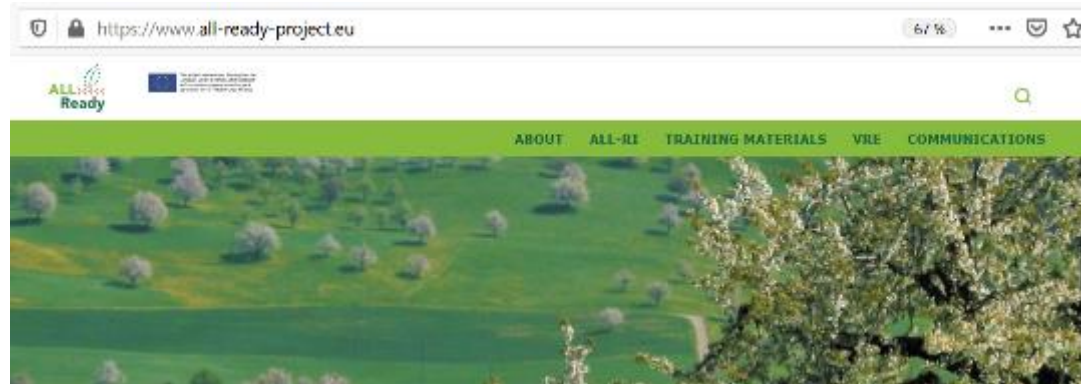 https://www.all-ready-project.eu
67%
ALL
Ready
ABOUT ALL-RI TRAINING MATERIALS VRE COMMUNICATIONS